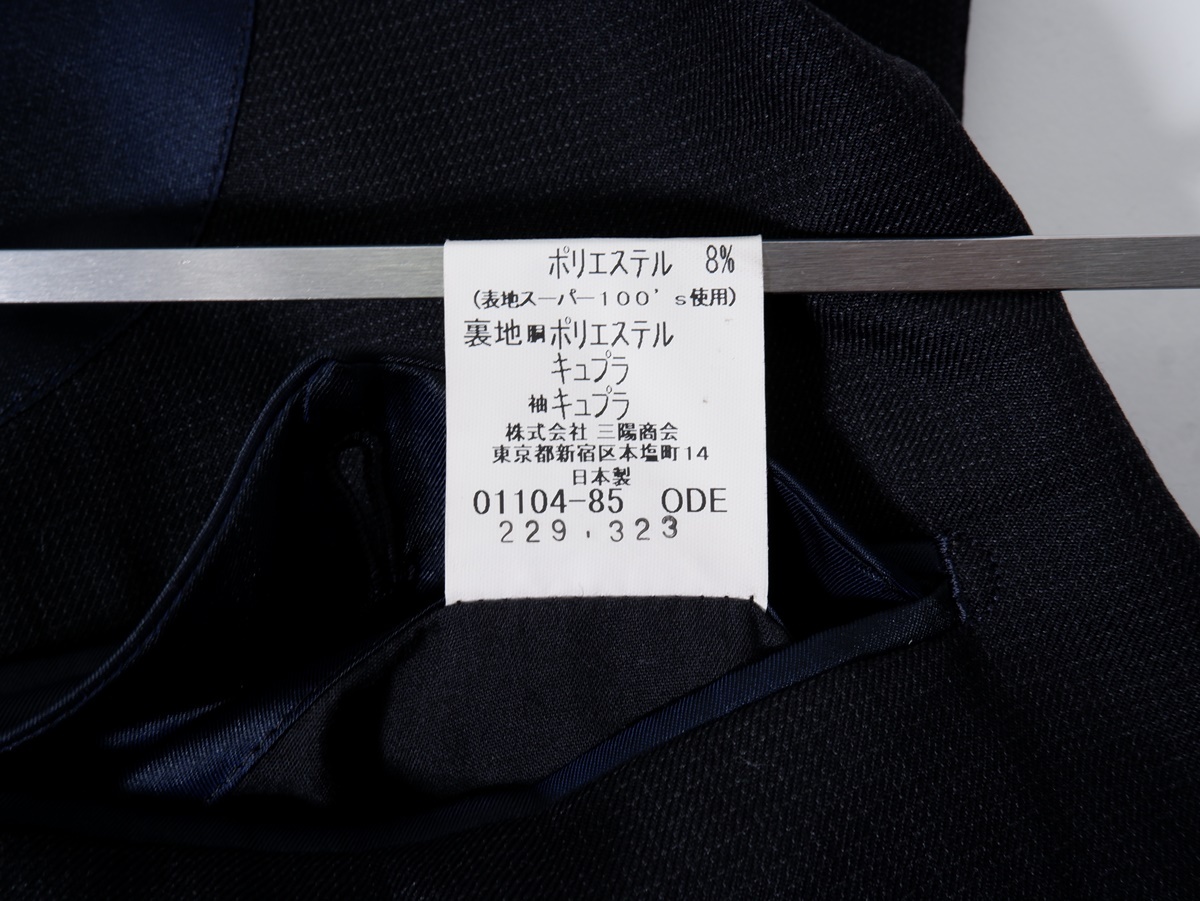 ポリエステル 8%
(表地スーパー100's使用)
裏地 胴 ポリエステル
キュプラ
袖 キュプラ
株式会社 三陽商会
東京都新宿区本塩町14
日本製
01104-85 ODE
229.323